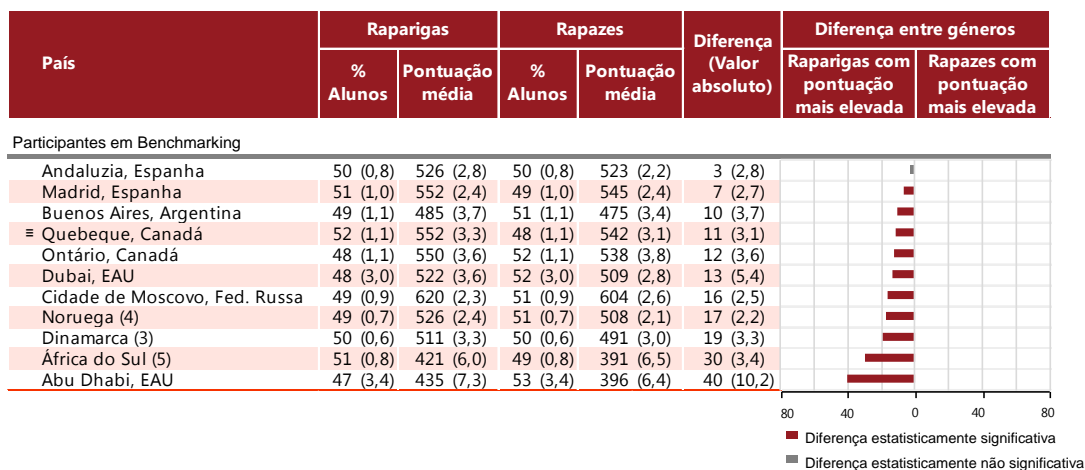 País Raparigas Rapazes Diferença (Valor absoluto) Diferença entre géneros
% Alunos Pontuação média % Alunos Pontuação média Raparigas com pontuação mais elevada Rapazes com pontuação mais elevada
Participantes em Benchmarking
Andaluzia, Espanha 50 (0,8) 526 (2,8) 50 (0,8) 523 (2,2) 3 (2,8)
Madrid, Espanha 51 (1,0) 552 (2,4) 49 (1,0) 545 (2,4) 7 (2,7)
Buenos Aires, Argentina 49 (1,1) 485 (3,7) 51 (1,1) 475 (3,4) 10 (3,7)
≡ Quebeque, Canadá 52 (1,1) 552 (3,3) 48 (1,1) 542 (3,1) 11 (3,1)
Ontário, Canadá 48 (1,1) 550 (3,6) 52 (1,1) 538 (3,8) 12 (3,6)
Dubai, EAU 48 (3,0) 522 (3,6) 52 (3,0) 509 (2,8) 13 (5,4)
Cidade de Moscovo, Fed. Russa 49 (0,9) 620 (2,3) 51 (0,9) 604 (2,6) 16 (2,5)
Noruega (4) 49 (0,7) 526 (2,4) 51 (0,7) 508 (2,1) 17 (2,2)
Dinamarca (3) 50 (0,6) 511 (3,3) 50 (0,6) 491 (3,0) 19 (3,3)
África do Sul (5) 51 (0,8) 421 (6,0) 49 (0,8) 391 (6,5) 30 (3,4)
Abu Dhabi, EAU 47 (3,4) 435 (7,3) 53 (3,4) 396 (6,4) 40 (10,2)
80 40 0 40 80
Diferença estatisticamente significativa
Diferença estatisticamente não significativa